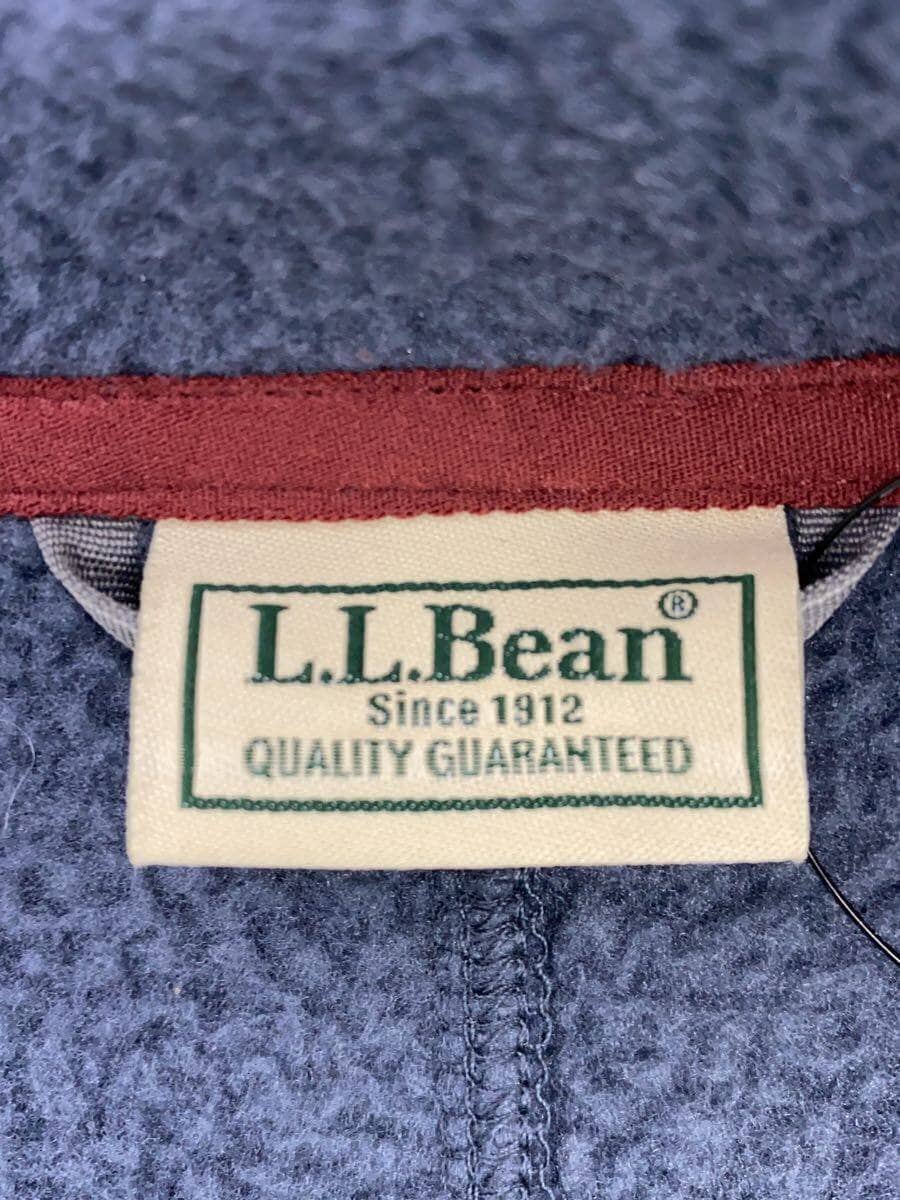 L.L.Bean®
Since 1912
QUALITY GUARANTEED